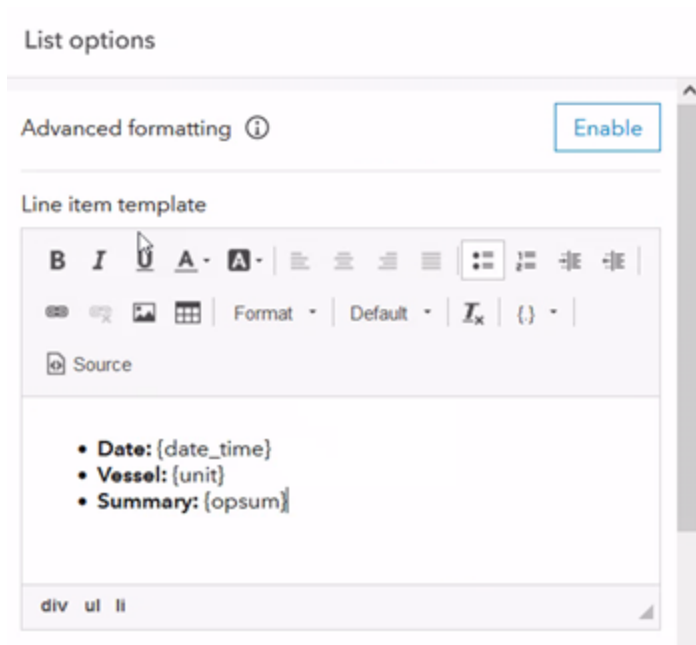 List options
Advanced formatting
Enable
Line item template
B I U A A
Format Default Ix {.}
Source
• Date: {date_time}
• Vessel: {unit}
• Summary: {opsum}
div ul li